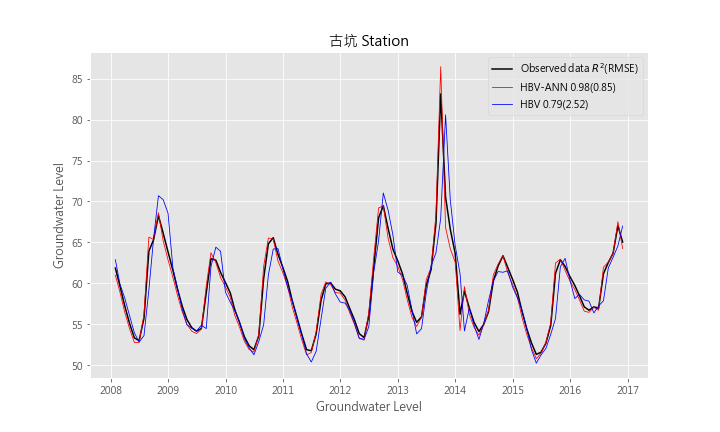 古坑 Station
Observed data R²(RMSE)
HBV-ANN 0.98(0.85)
HBV 0.79(2.52)
Groundwater Level
85
80
75
70
65
60
55
50
2008 2009 2010 2011 2012 2013 2014 2015 2016 2017
Groundwater Level